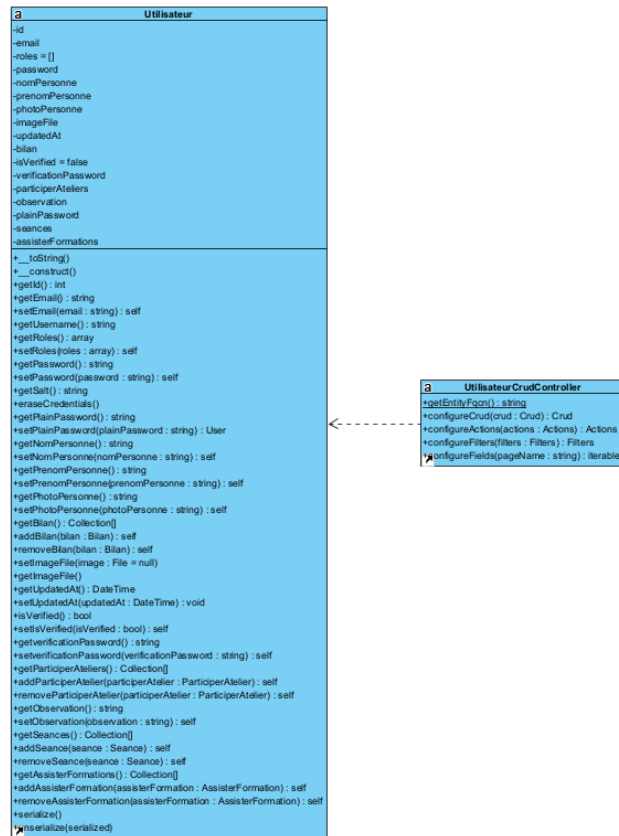 a Utilisateur
-id
-email
-roles = []
-password
-nomPersonne
-prenomPersonne
-photoPersonne
-imageFile
-updatedAt
-bilan
-isVerified = false
-verificationPassword
-participerAteliers
-observation
-plainPassword
-seances
-assisterFormations
+__toString()
+__construct()
+getId() : int
+getEmail() : string
+setEmail(email : string) : self
+getUsername() : string
+getRoles() : array
+setRoles(roles : array) : self
+getPassword() : string
+setPassword(password : string) : self
+getSalt() : string
+eraseCredentials()
+getPlainPassword() : string
+setPlainPassword(plainPassword : string) : User
+getNomPersonne() : string
+setNomPersonne(nomPersonne : string) : self
+getPrenomPersonne() : string
+setPrenomPersonne(prenomPersonne : string) : self
+getPhotoPersonne() : string
+setPhotoPersonne(photoPersonne : string) : self
+getBilan() : Collection[]
+addBilan(bilan : Bilan) : self
+removeBilan(bilan : Bilan) : self
+setImageFile(image : File = null)
+getImageFile()
+getUpdatedAt() : DateTime
+setUpdatedAt(updatedAt : DateTime) : void
+isVerified() : bool
+setIsVerified(isVerified : bool) : self
+getverificationPassword() : string
+setverificationPassword(verificationPassword : string) : self
+getParticiperAteliers() : Collection[]
+addParticiperAtelier(participerAtelier : ParticiperAtelier) : self
+removeParticiperAtelier(participerAtelier : ParticiperAtelier) : self
+getObservation() : string
+setObservation(observation : string) : self
+getSeances() : Collection[]
+addSeance(seance : Seance) : self
+removeSeance(seance : Seance) : self
+getAssisterFormations() : Collection[]
+addAssisterFormation(assisterFormation : AssisterFormation) : self
+removeAssisterFormation(assisterFormation : AssisterFormation) : self
+serialize()
+unserialize(serialized)
a UtilisateurCrudController
+getEntityFqcn() : string
+configureCrud(crud : Crud) : Crud
+configureActions(actions : Actions) : Actions
+configureFilters(filters : Filters) : Filters
+configureFields(pageName : string) : iterable